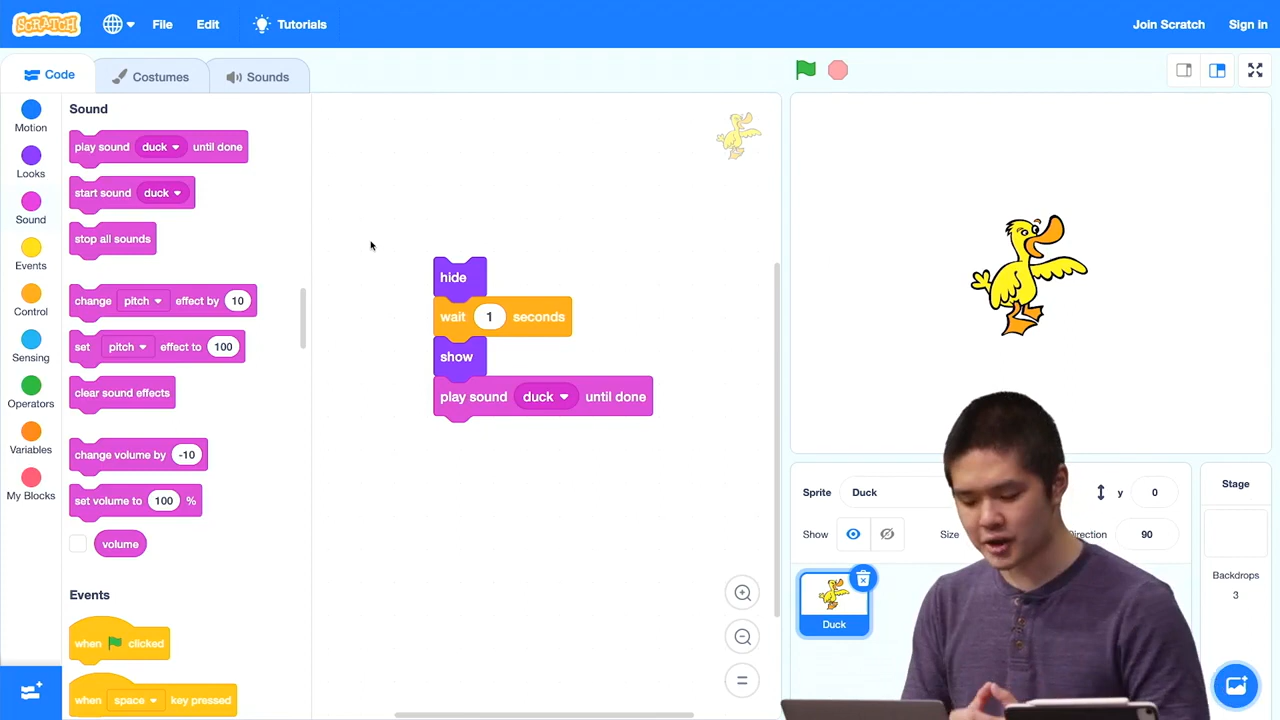 SCRATCH
File
Edit
Tutorials
Join Scratch
Sign in
Code
Costumes
Sounds
Motion
Looks
Sound
Events
Control
Sensing
Operators
Variables
My Blocks
Sound
play sound duck until done
start sound duck
stop all sounds
change pitch effect by 10
set pitch effect to 100
clear sound effects
change volume by -10
set volume to 100 %
volume
Events
when clicked
when space key pressed
hide
wait 1 seconds
show
play sound duck until done
Sprite Duck
y 0
Show
Size
Direction 90
Duck
Stage
Backdrops
3